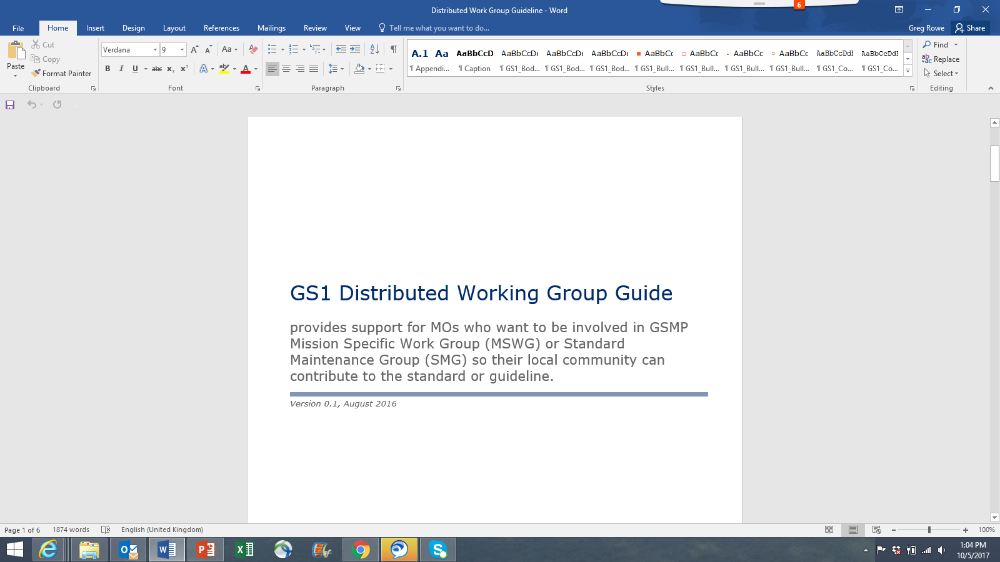 Distributed Work Group Guideline - Word
6
File Home Insert Design Layout References Mailings Review View Tell me what you want to do... Greg Rowe Share
Paste
Cut
Copy
Format Painter
Clipboard
Verdana 9
Font
Paragraph
A.1 Aa AaBbCcD AaBbCcDc AaBbCcDc AaBbCcDc AaBbCc AaBbCc AaBbCc AaBbCc AaBbCcDdE AaBbCcDdE
¶ Appendi... ¶ Caption ¶ GS1_Bod... ¶ GS1_Bod... ¶ GS1_Bod... ¶ GS1_Bull... ¶ GS1_Bull... ¶ GS1_Bull... ¶ GS1_Bull... ¶ GS1_Co... ¶ GS1_Co...
Styles
Find
Replace
Select
Editing
GS1 Distributed Working Group Guide
provides support for MOs who want to be involved in GSMP
Mission Specific Work Group (MSWG) or Standard
Maintenance Group (SMG) so their local community can
contribute to the standard or guideline.
Version 0.1, August 2016
Page 1 of 6 1874 words English (United Kingdom) 100%
1:04 PM
10/5/2017